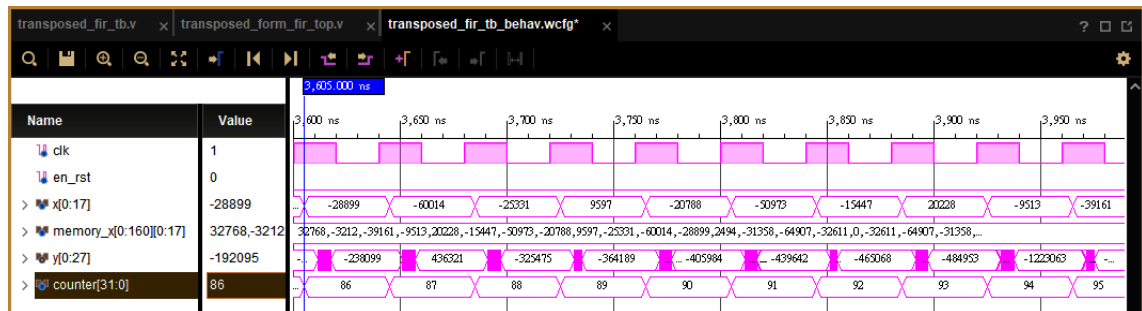 transposed_fir_tb.v × transposed_form_fir_top.v × transposed_fir_tb_behav.wcfg* × ?
3,605.000 ns
Name Value 3,600 ns 3,650 ns 3,700 ns 3,750 ns 3,800 ns 3,850 ns 3,900 ns 3,950 ns
clk 1
en_rst 0
> x[0:17] -28899 ... -28899 -60014 -25331 9597 -20788 -50973 -15447 20228 -9513 -39161
> memory_x[0:160][0:17] 32768,-3212 32768,-3212,-39161,-9513,20228,-15447,-50973,-20788,9597,-25331,-60014,-28899,2494,-31358,-64907,-32611,0,-32611,-64907,-31358,...
> y[0:27] -192095 -... -238099 436321 -325475 -364189 ... -405984 ... -439642 ... -465068 -484953 -1223063 -...
> counter[31:0] 86 86 87 88 89 90 91 92 93 94 95